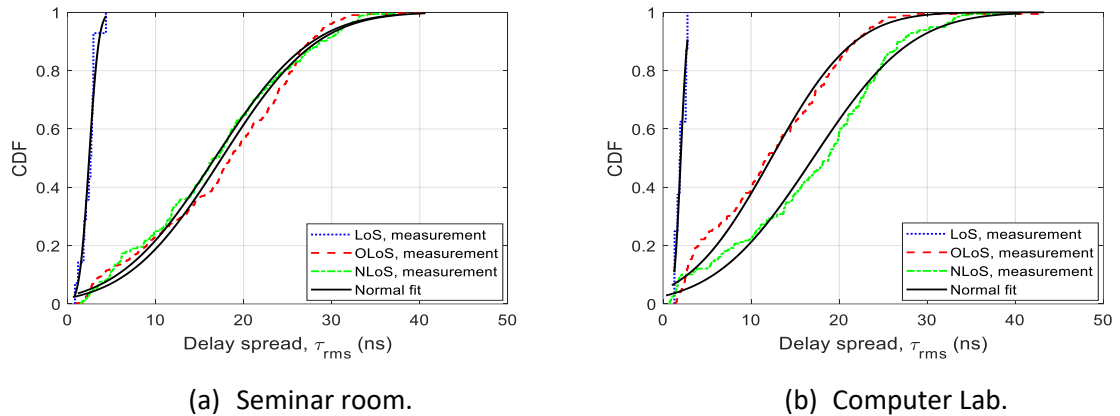 1
0.8
0.6
0.4
0.2
0
CDF
0 10 20 30 40 50
Delay spread, τrms (ns)
LoS, measurement
OLoS, measurement
NLoS, measurement
Normal fit
(a) Seminar room.
1
0.8
0.6
0.4
0.2
0
CDF
0 10 20 30 40 50
Delay spread, τrms (ns)
LoS, measurement
OLoS, measurement
NLoS, measurement
Normal fit
(b) Computer Lab.